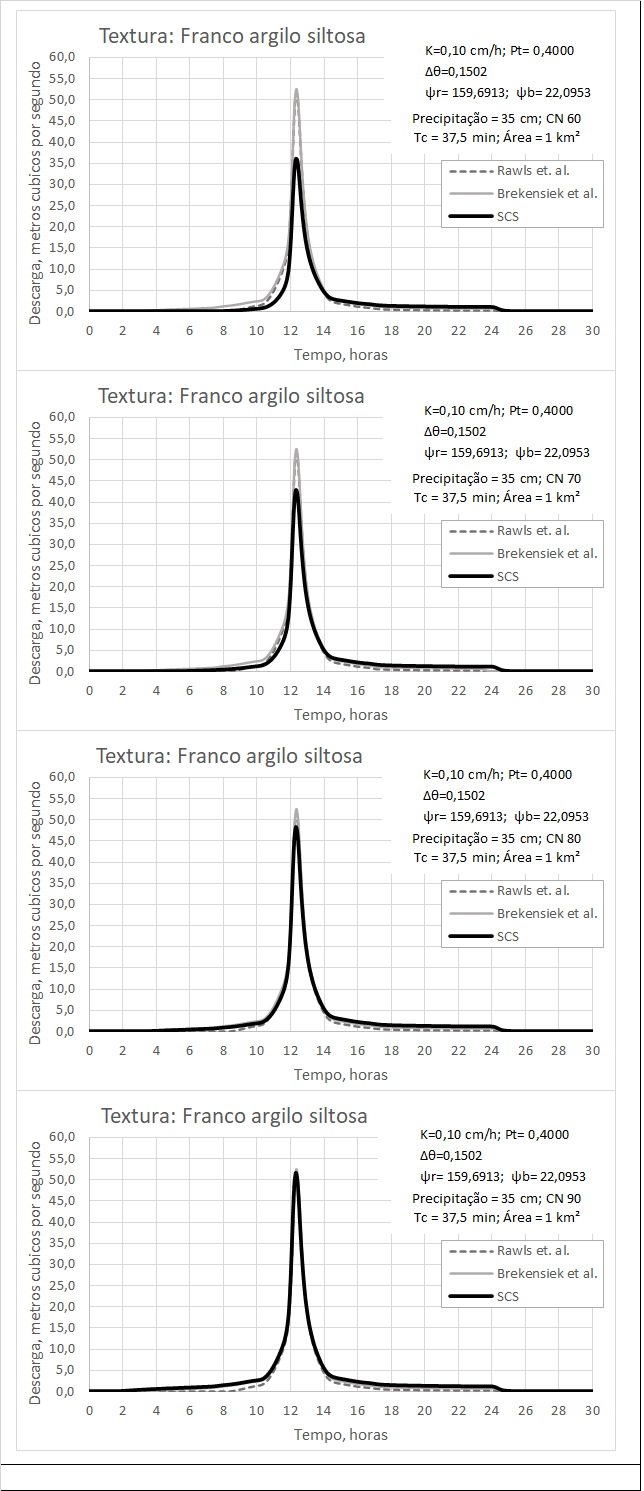 Textura: Franco argilo siltosa
K=0,10 cm/h; Pt= 0,4000
Δθ=0,1502
ψr= 159,6913;  ψb= 22,0953
Precipitação = 35 cm; CN 60
Tc = 37,5 min; Área = 1 km²
Rawls et. al.
Brekensiek et al.
SCS
Descarga, metros cubicos por segundo
60,0
55,0
50,0
45,0
40,0
35,0
30,0
25,0
20,0
15,0
10,0
5,0
0,0
0 2 4 6 8 10 12 14 16 18 20 22 24 26 28 30
Tempo, horas
Textura: Franco argilo siltosa
K=0,10 cm/h; Pt= 0,4000
Δθ=0,1502
ψr= 159,6913;  ψb= 22,0953
Precipitação = 35 cm; CN 70
Tc = 37,5 min; Área = 1 km²
Rawls et. al.
Brekensiek et al.
SCS
Descarga, metros cubicos por segundo
60,0
55,0
50,0
45,0
40,0
35,0
30,0
25,0
20,0
15,0
10,0
5,0
0,0
0 2 4 6 8 10 12 14 16 18 20 22 24 26 28 30
Tempo, horas
Textura: Franco argilo siltosa
K=0,10 cm/h; Pt= 0,4000
Δθ=0,1502
ψr= 159,6913;  ψb= 22,0953
Precipitação = 35 cm; CN 80
Tc = 37,5 min; Área = 1 km²
Rawls et. al.
Brekensiek et al.
SCS
Descarga, metros cubicos por segundo
60,0
55,0
50,0
45,0
40,0
35,0
30,0
25,0
20,0
15,0
10,0
5,0
0,0
0 2 4 6 8 10 12 14 16 18 20 22 24 26 28 30
Tempo, horas
Textura: Franco argilo siltosa
K=0,10 cm/h; Pt= 0,4000
Δθ=0,1502
ψr= 159,6913;  ψb= 22,0953
Precipitação = 35 cm; CN 90
Tc = 37,5 min; Área = 1 km²
Rawls et. al.
Brekensiek et al.
SCS
Descarga, metros cubicos por segundo
60,0
55,0
50,0
45,0
40,0
35,0
30,0
25,0
20,0
15,0
10,0
5,0
0,0
0 2 4 6 8 10 12 14 16 18 20 22 24 26 28 30
Tempo, horas